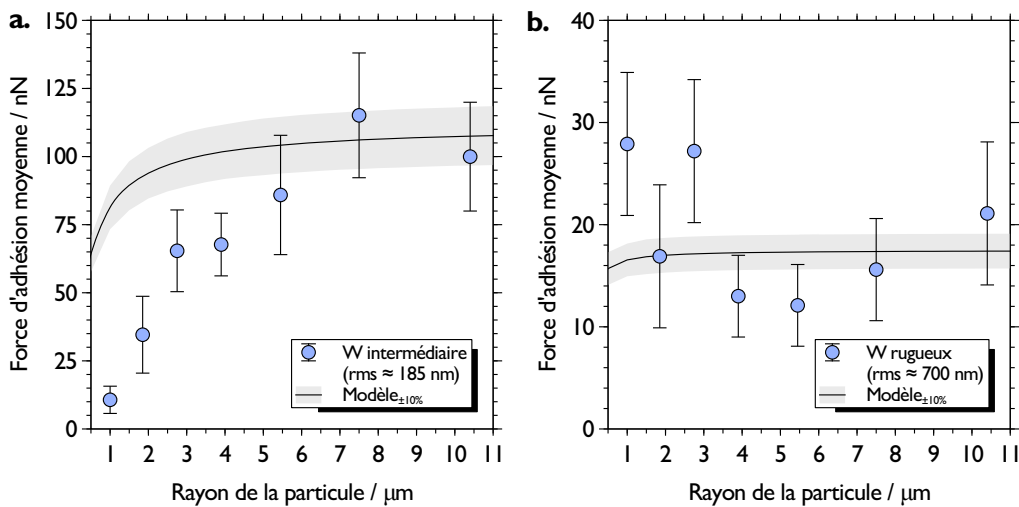 a.
150
125
100
75
50
25
0
Force d'adhésion moyenne / nN
1 2 3 4 5 6 7 8 9 10 11
Rayon de la particule / μm
W intermédiaire
(rms ≈ 185 nm)
Modèle±10%
b.
40
30
20
10
0
Force d'adhésion moyenne / nN
1 2 3 4 5 6 7 8 9 10 11
Rayon de la particule / μm
W rugueux
(rms ≈ 700 nm)
Modèle±10%